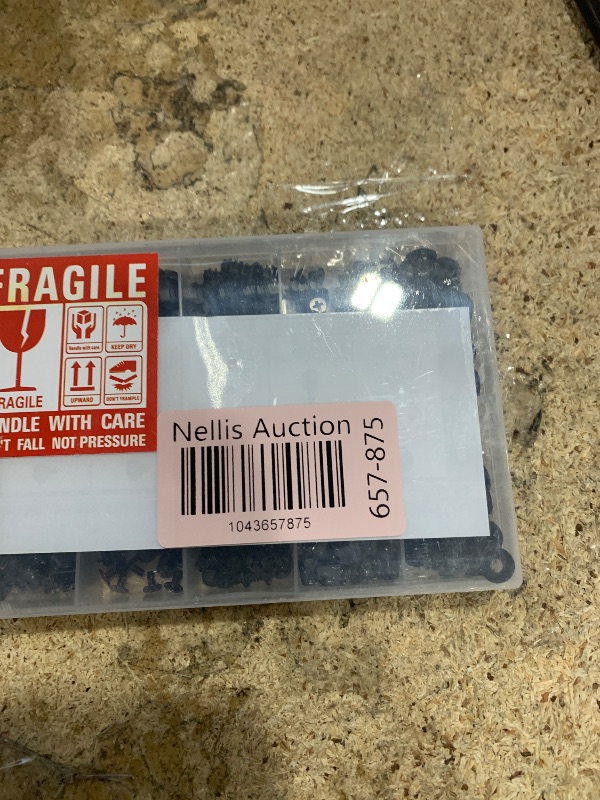 FRAGILE
Handle with care
KEEP DRY
UPWARD
DON'T TRAMPLE
RAGILE
NDLE WITH CARE
'T FALL NOT PRESSURE
Nellis Auction
1043657875
657-875